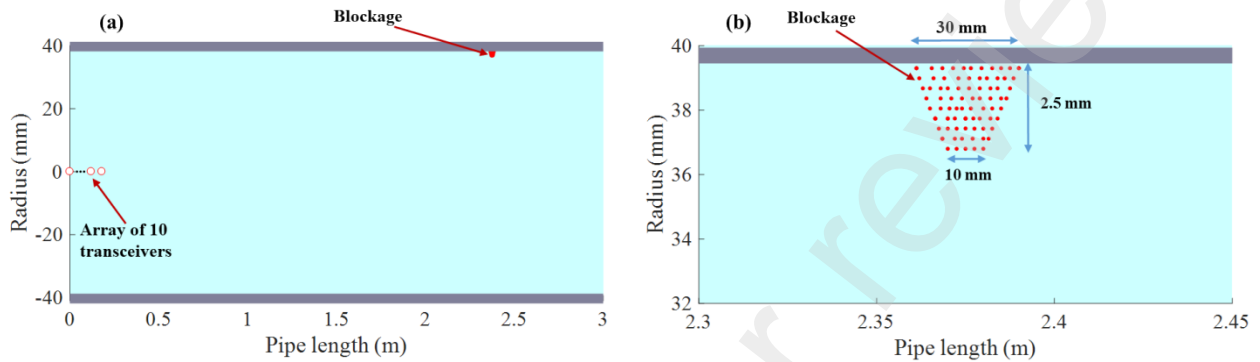 (a)
Blockage
40
20
0
-20
-40
Radius (mm)
Array of 10
transceivers
0 0.5 1 1.5 2 2.5 3
Pipe length (m)
(b)
Blockage
30 mm
40
38
36
34
32
Radius (mm)
2.5 mm
10 mm
2.3 2.35 2.4 2.45
Pipe length (m)
r revie